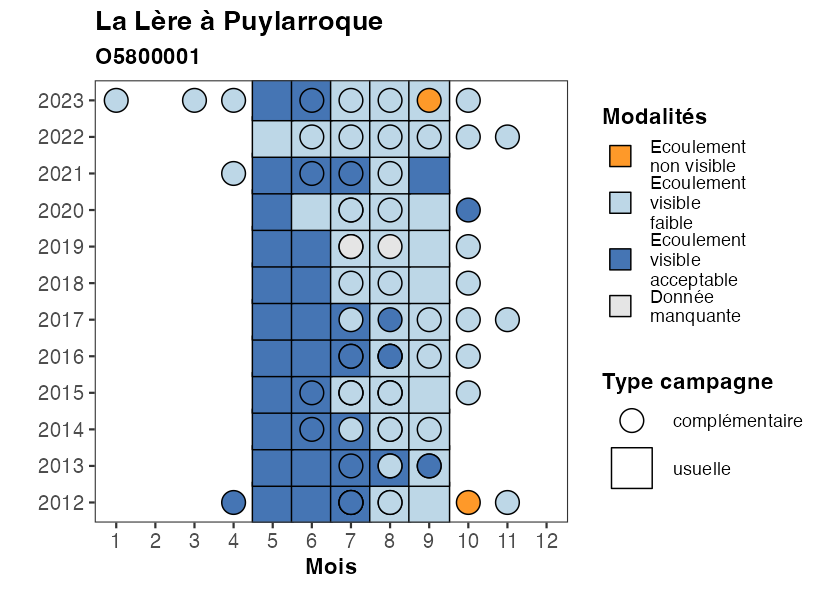 La Lère à Puylarroque
O5800001
2023
2022
2021
2020
2019
2018
2017
2016
2015
2014
2013
2012
1 2 3 4 5 6 7 8 9 10 11 12
Mois
Modalités
Ecoulement
non visible
Ecoulement
visible
faible
Ecoulement
visible
acceptable
Donnée
manquante
Type campagne
complémentaire
usuelle